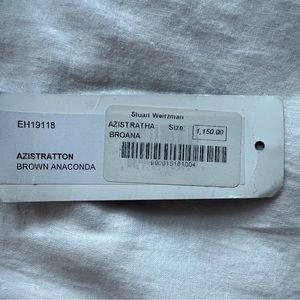 EH19118
AZISTRATTON
BROWN ANACONDA
Stuart Weitzman
AZISTRATHA Size: 1,150.00
BROANA